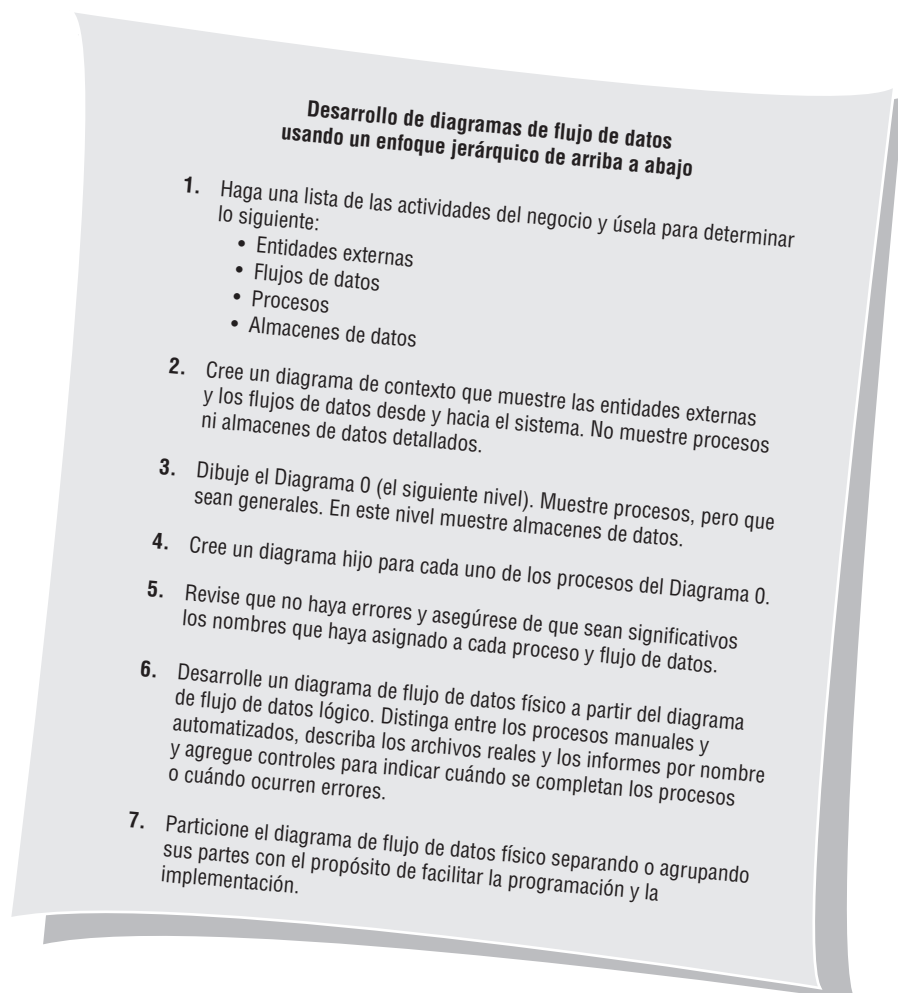 Desarrollo de diagramas de flujo de datos
usando un enfoque jerárquico de arriba a abajo
1. Haga una lista de las actividades del negocio y úsela para determinar
lo siguiente:
• Entidades externas
• Flujos de datos
• Procesos
• Almacenes de datos
2. Cree un diagrama de contexto que muestre las entidades externas
y los flujos de datos desde y hacia el sistema. No muestre procesos
ni almacenes de datos detallados.
3. Dibuje el Diagrama 0 (el siguiente nivel). Muestre procesos, pero que
sean generales. En este nivel muestre almacenes de datos.
4. Cree un diagrama hijo para cada uno de los procesos del Diagrama 0.
5. Revise que no haya errores y asegúrese de que sean significativos
los nombres que haya asignado a cada proceso y flujo de datos.
6. Desarrolle un diagrama de flujo de datos físico a partir del diagrama
de flujo de datos lógico. Distinga entre los procesos manuales y
automatizados, describa los archivos reales y los informes por nombre
y agregue controles para indicar cuándo se completan los procesos
o cuándo ocurren errores.
7. Particione el diagrama de flujo de datos físico separando o agrupando
sus partes con el propósito de facilitar la programación y la
implementación.